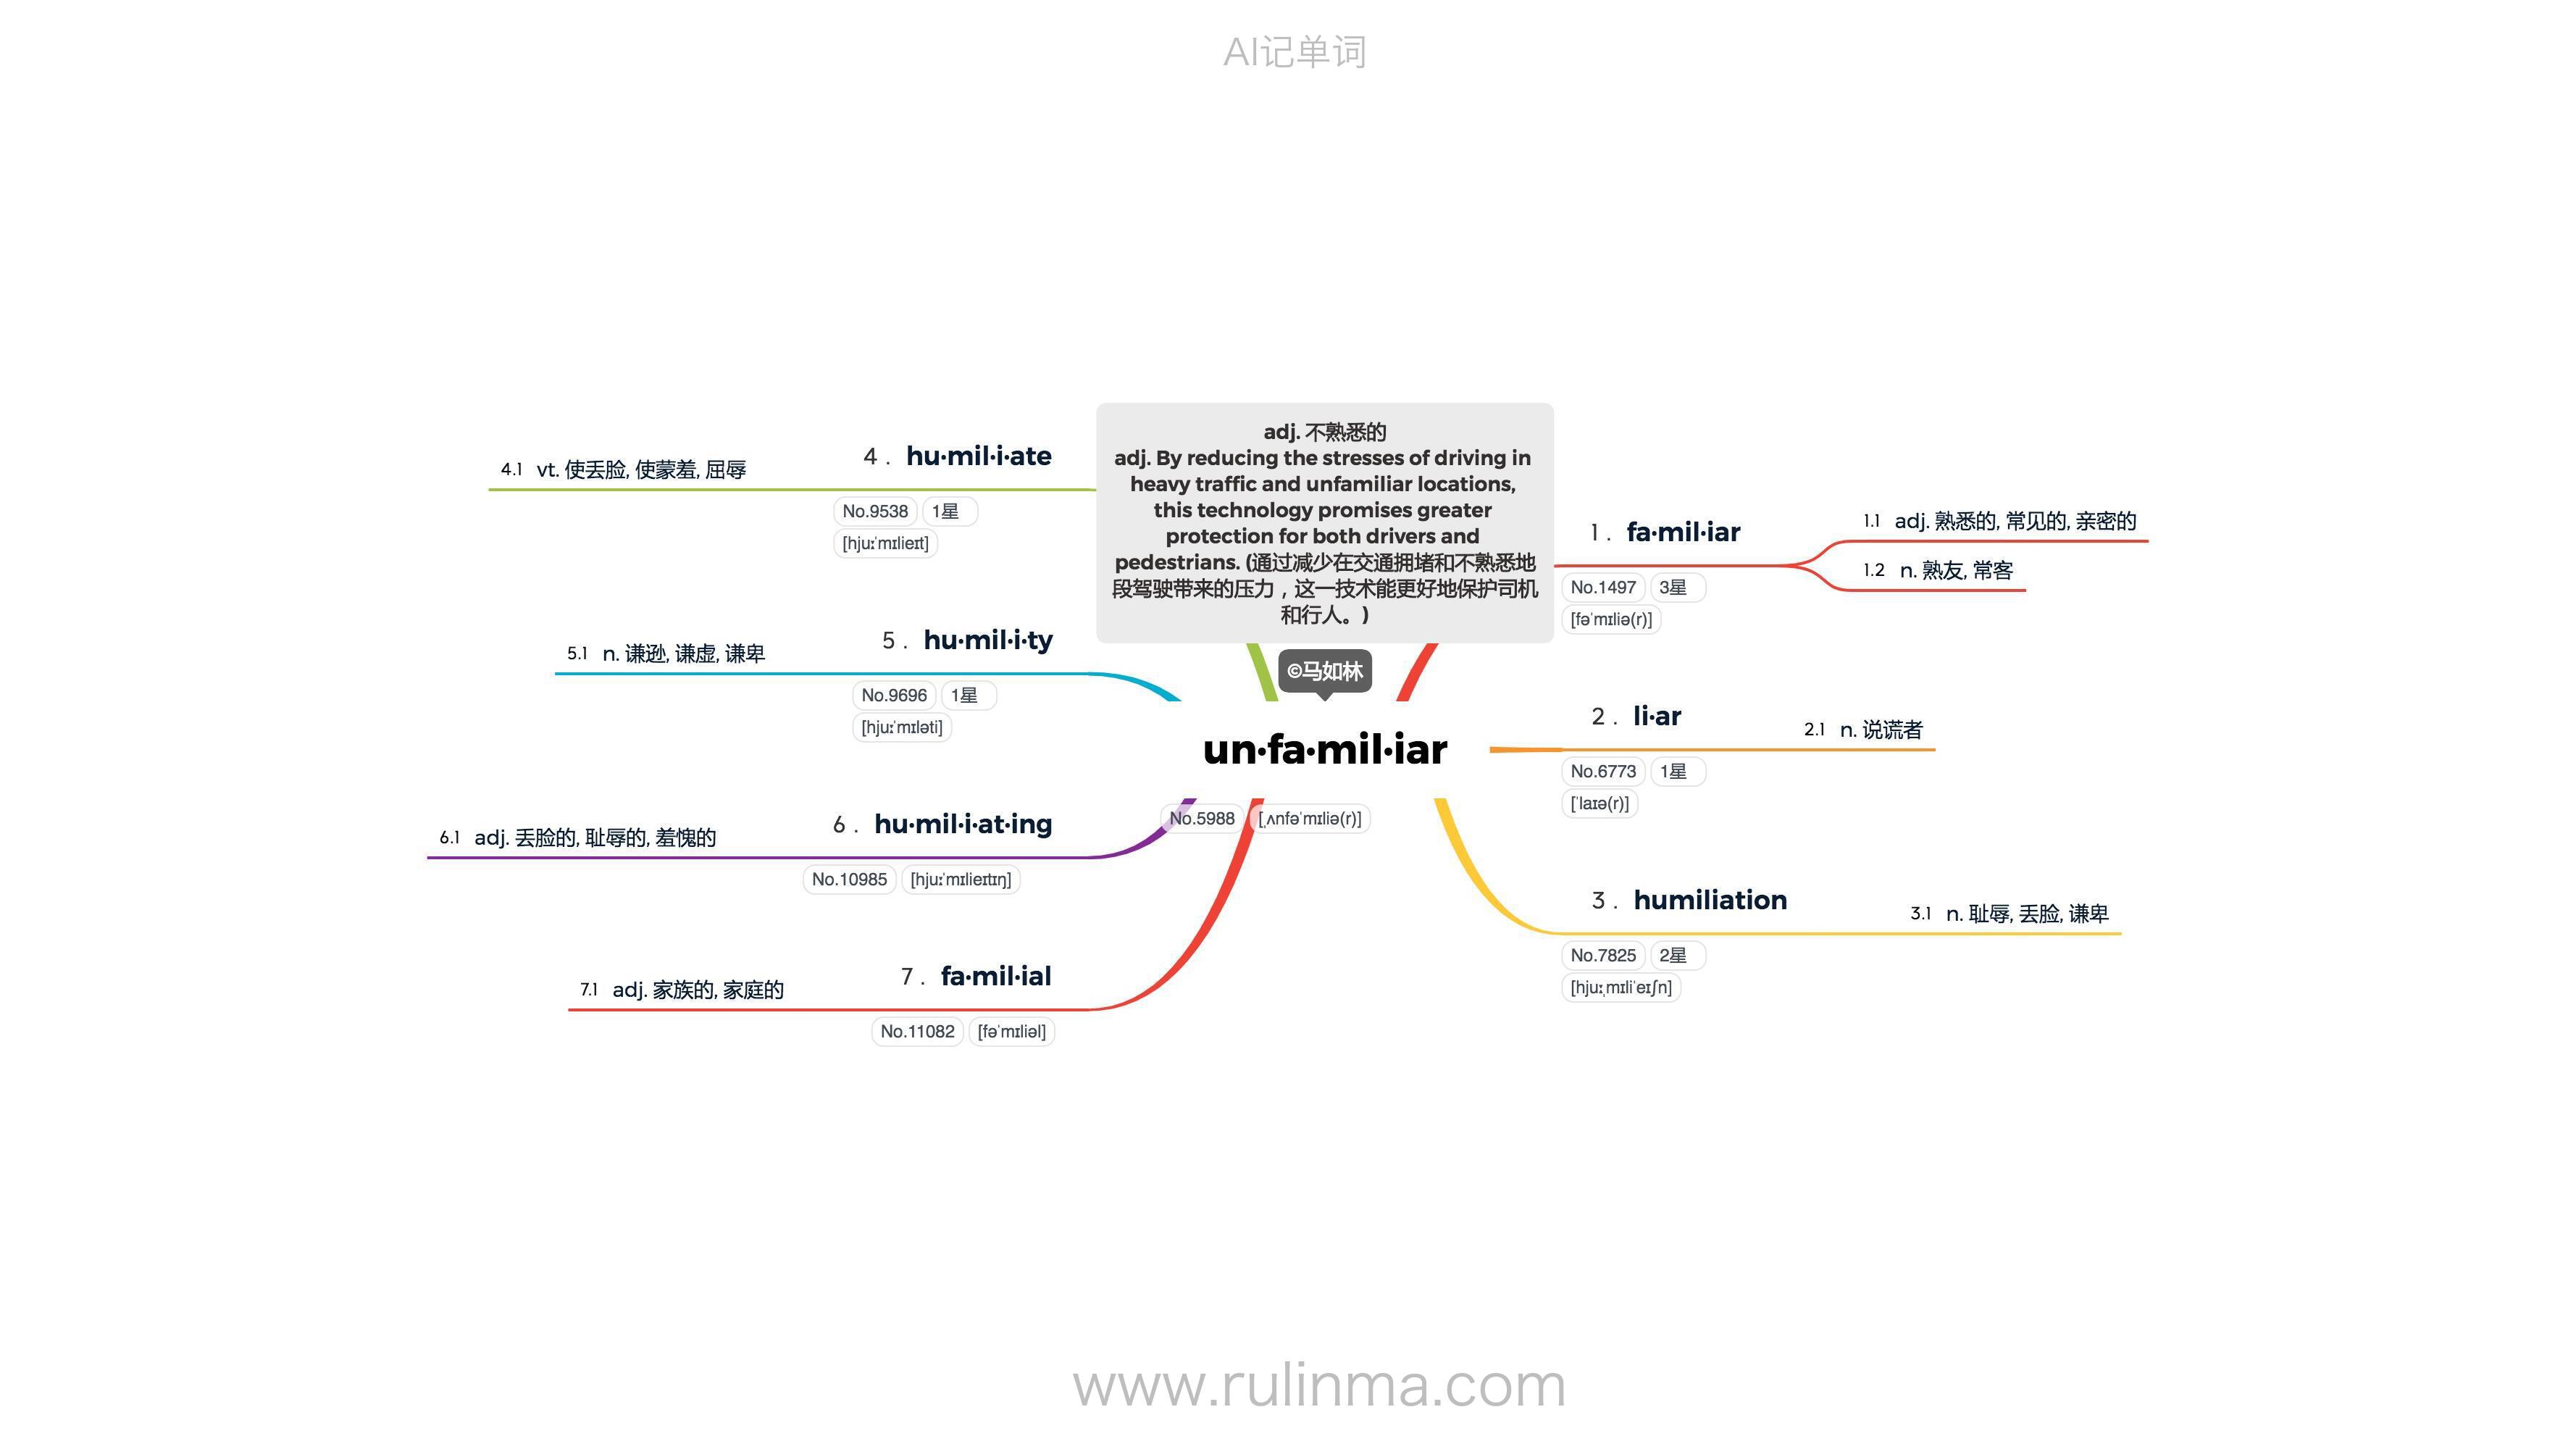 AI记单词
adj. 不熟悉的
adj. By reducing the stresses of driving in
heavy traffic and unfamiliar locations,
this technology promises greater
protection for both drivers and
pedestrians. (通过减少在交通拥堵和不熟悉地
段驾驶带来的压力，这一技术能更好地保护司机
和行人。)
©马如林
un·fa·mil·iar
No.5988 [ˌʌnfəˈmɪliə(r)]
1 . fa·mil·iar
No.1497 3星
[fəˈmɪliə(r)]
1.1 adj. 熟悉的, 常见的, 亲密的
1.2 n. 熟友, 常客
2 . li·ar
No.6773 1星
[ˈlaɪə(r)]
2.1 n. 说谎者
3 . humiliation
No.7825 2星
[hjuːˌmɪliˈeɪʃn]
3.1 n. 耻辱, 丢脸, 谦卑
4 . hu·mil·i·ate
No.9538 1星
[hjuːˈmɪlieɪt]
4.1 vt. 使丢脸, 使蒙羞, 屈辱
5 . hu·mil·i·ty
No.9696 1星
[hjuːˈmɪləti]
5.1 n. 谦逊, 谦虚, 谦卑
6 . hu·mil·i·at·ing
No.10985 [hjuːˈmɪlieɪtɪŋ]
6.1 adj. 丢脸的, 耻辱的, 羞愧的
7 . fa·mil·ial
No.11082 [fəˈmɪliəl]
7.1 adj. 家族的, 家庭的
www.rulinma.com